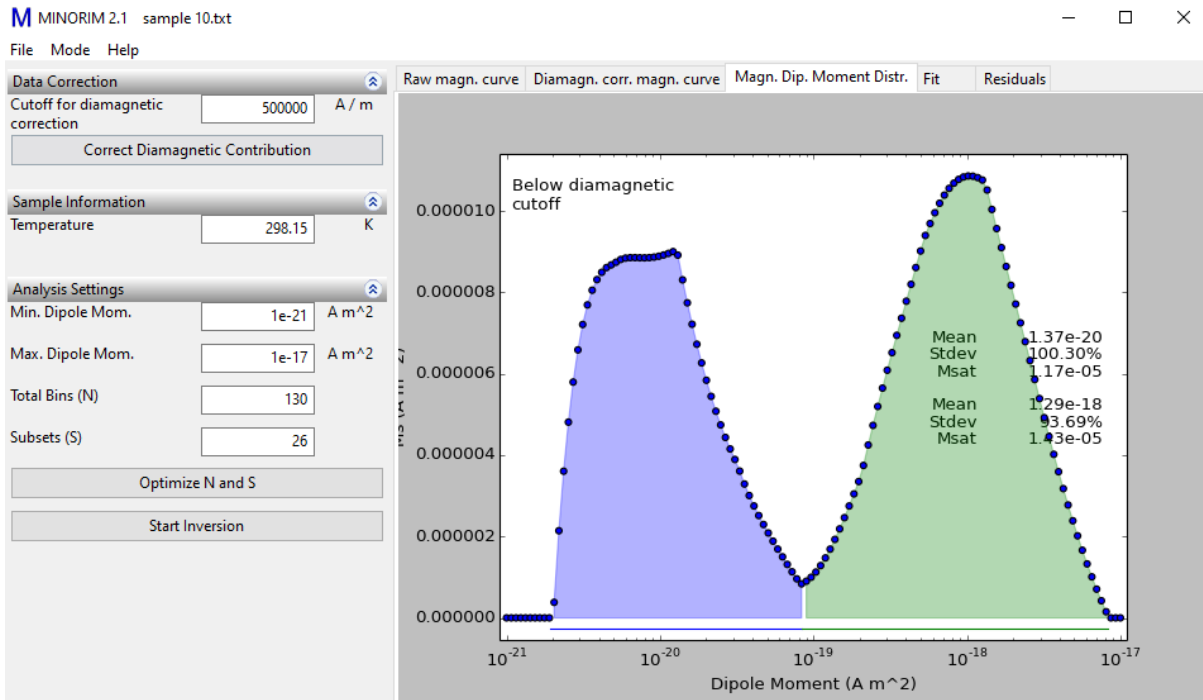 M MINORIM 2.1 sample 10.txt
File Mode Help
Data Correction
Cutoff for diamagnetic
correction
500000 A / m
Correct Diamagnetic Contribution
Sample Information
Temperature 298.15 K
Analysis Settings
Min. Dipole Mom. 1e-21 A m^2
Max. Dipole Mom. 1e-17 A m^2
Total Bins (N) 130
Subsets (S) 26
Optimize N and S
Start Inversion
Raw magn. curve Diamagn. corr. magn. curve Magn. Dip. Moment Distr. Fit Residuals
Below diamagnetic
cutoff
0.000010
0.000008
0.000006
0.000004
0.000002
0.000000
Mean 1.37e-20
Stdev 100.30%
Msat 1.17e-05
Mean 1.29e-18
Stdev 93.69%
Msat 1.43e-05
10^-21 10^-20 10^-19 10^-18 10^-17
Dipole Moment (A m^2)